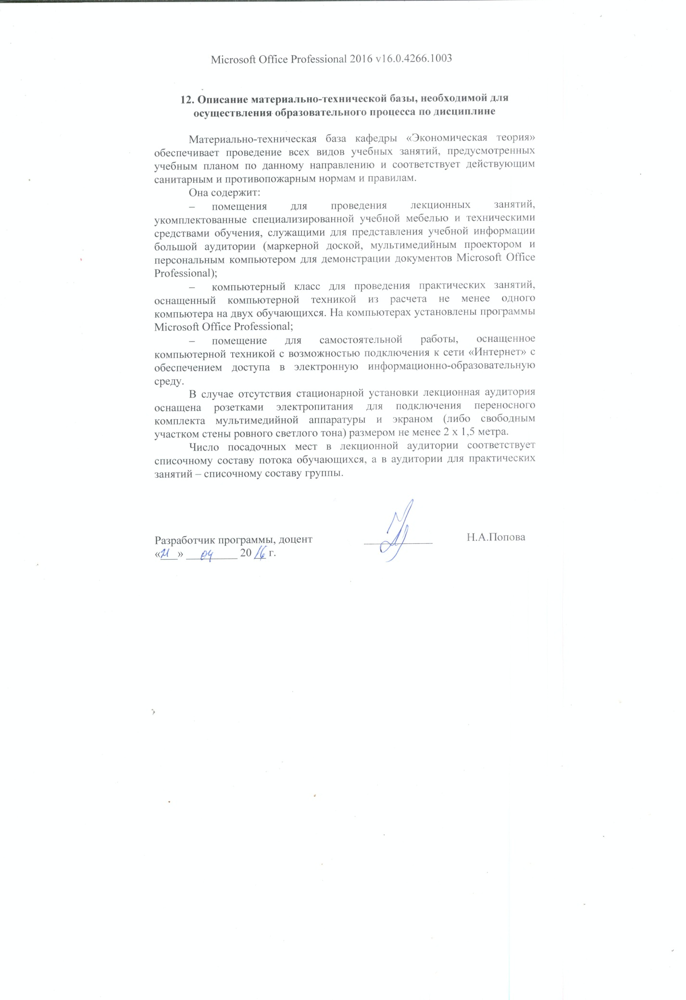 Microsoft Office Professional 2016 v16.0.4266.1003
12. Описание материально-технической базы, необходимой для
осуществления образовательного процесса по дисциплине
Материально-техническая база кафедры «Экономическая теория»
обеспечивает проведение всех видов учебных занятий, предусмотренных
учебным планом по данному направлению и соответствует действующим
санитарным и противопожарным нормам и правилам.
Она содержит:
– помещения для проведения лекционных занятий,
укомплектованные специализированной учебной мебелью и техническими
средствами обучения, служащими для представления учебной информации
большой аудитории (маркерной доской, мультимедийным проектором и
персональным компьютером для демонстрации документов Microsoft Office
Professional);
– компьютерный класс для проведения практических занятий,
оснащенный компьютерной техникой из расчета не менее одного
компьютера на двух обучающихся. На компьютерах установлены программы
Microsoft Office Professional;
– помещение для самостоятельной работы, оснащенное
компьютерной техникой с возможностью подключения к сети «Интернет» с
обеспечением доступа в электронную информационно-образовательную
среду.
В случае отсутствия стационарной установки лекционная аудитория
оснащена розетками электропитания для подключения переносного
комплекта мультимедийной аппаратуры и экраном (либо свободным
участком стены ровного светлого тона) размером не менее 2 х 1,5 метра.
Число посадочных мест в лекционной аудитории соответствует
списочному составу потока обучающихся, а в аудитории для практических
занятий – списочному составу группы.
Разработчик программы, доцент Н.А.Попова
«21» 04 20 16 г.